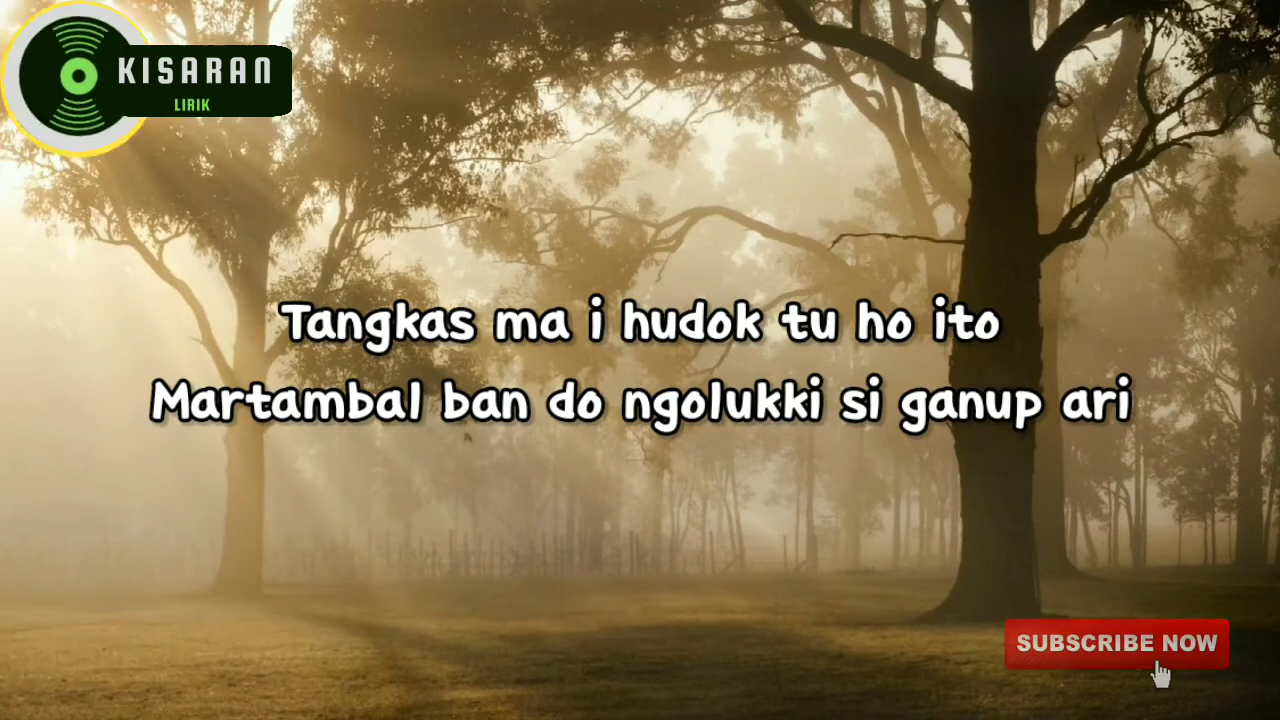 KISARAN
LIRIK
Tangkas ma i hudok tu ho ito
Martambal ban do ngolukki si ganup ari
SUBSCRIBE NOW